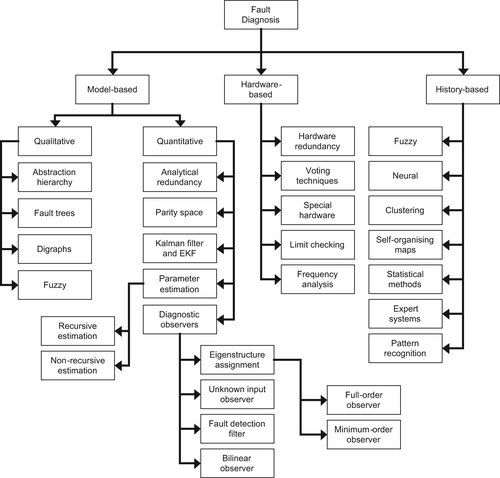 Fault
Diagnosis
Model-based
Hardware-
based
History-based
Qualitative
Abstraction
hierarchy
Fault trees
Digraphs
Fuzzy
Quantitative
Analytical
redundancy
Parity space
Kalman filter
and EKF
Parameter
estimation
Diagnostic
observers
Recursive
estimation
Non-recursive
estimation
Eigenstructure
assignment
Unknown input
observer
Fault detection
filter
Bilinear
observer
Full-order
observer
Minimum-order
observer
Hardware
redundancy
Voting
techniques
Special
hardware
Limit checking
Frequency
analysis
Fuzzy
Neural
Clustering
Self-organising
maps
Statistical
methods
Expert
systems
Pattern
recognition